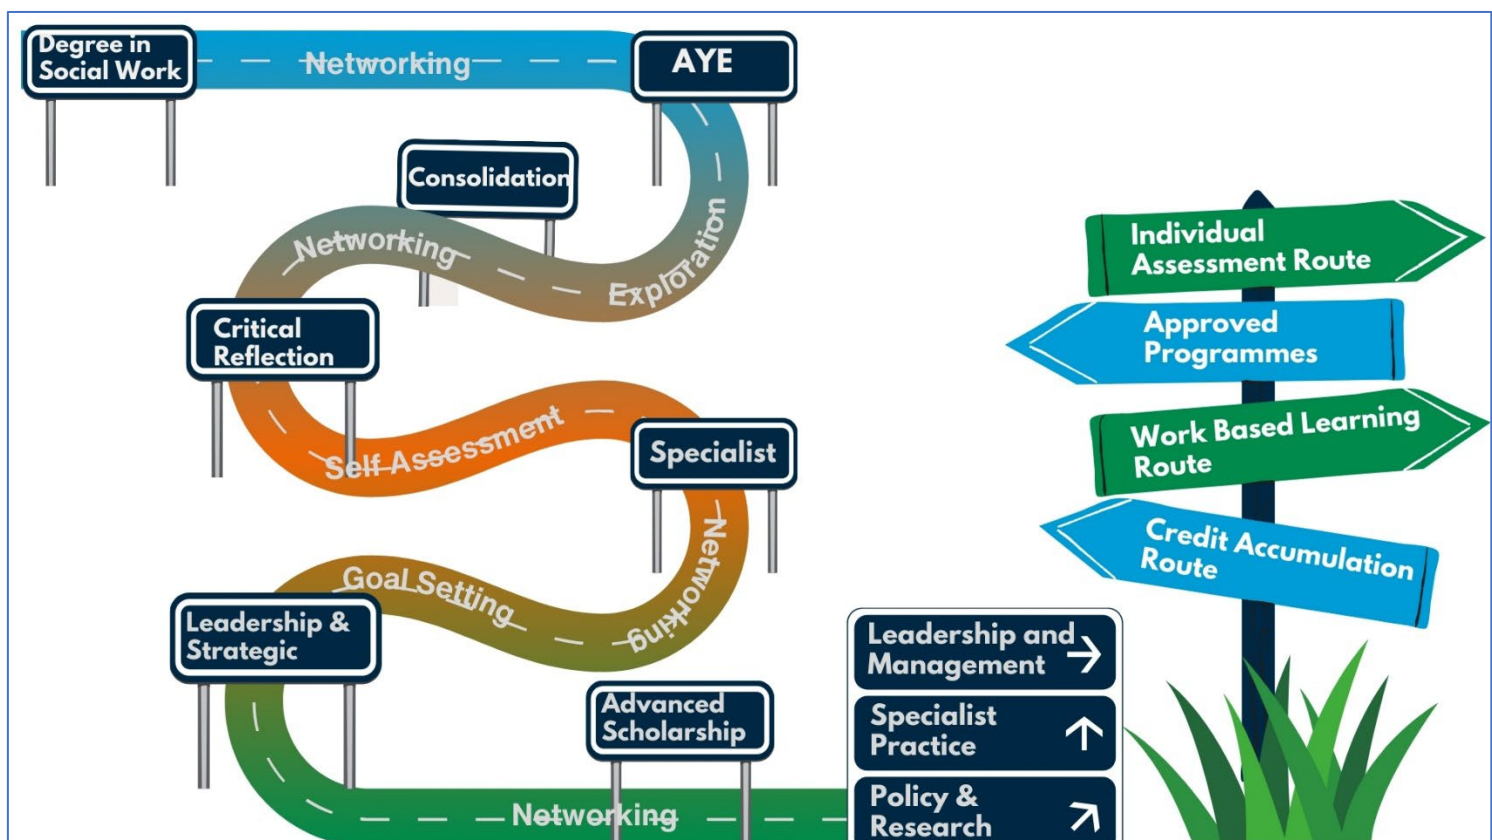 Degree in
Social Work
Networking
AYE
Exploration
Consolidation
Networking
Critical
Reflection
Self Assessment
Specialist
Networking
Goal Setting
Leadership &
Strategic
Advanced
Scholarship
Networking
Leadership and
Management
Specialist
Practice
Policy &
Research
Individual
Assessment Route
Approved
Programmes
Work Based Learning
Route
Credit Accumulation
Route